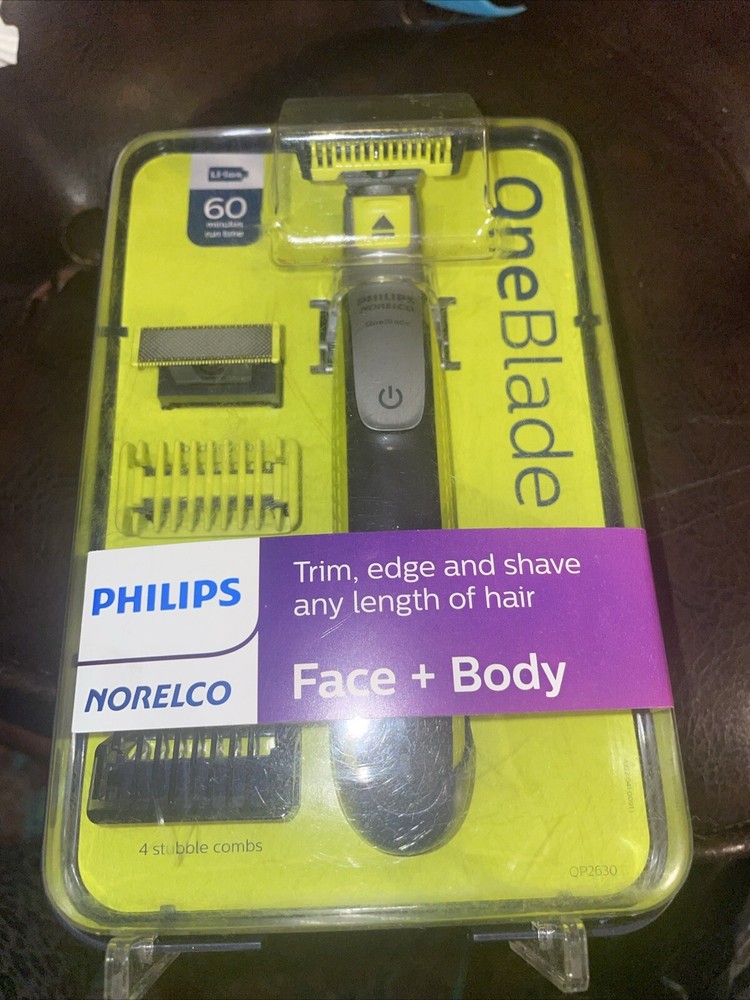 Li-Ion
60
minutes
run time
OneBlade
PHILIPS
NORELCO
OneBlade
PHILIPS
NORELCO
Trim, edge and shave
any length of hair
Face + Body
4 stubble combs
QP2630